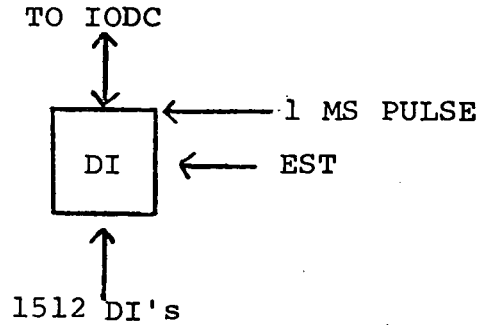 TO IODC
1 MS PULSE
DI
EST
1512 DI's